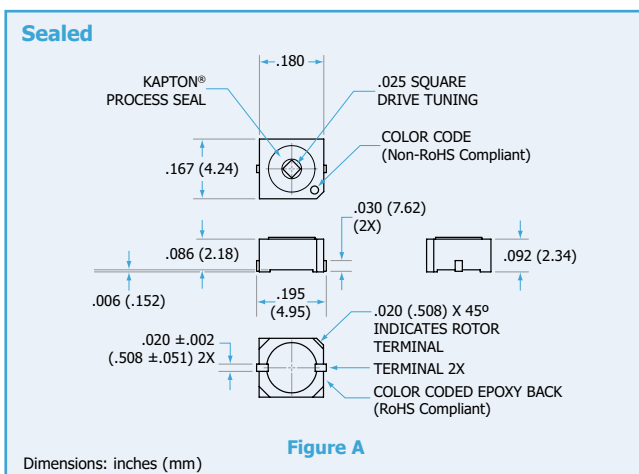 Sealed
.180
KAPTON®
PROCESS SEAL
.025 SQUARE
DRIVE TUNING
COLOR CODE
(Non-RoHS Compliant)
.167 (4.24)
.030 (7.62)
(2X)
.086 (2.18)
.092 (2.34)
.006 (.152)
.195
(4.95)
.020 (.508) X 45º
INDICATES ROTOR
TERMINAL
.020 ±.002
(.508 ±.051) 2X
TERMINAL 2X
COLOR CODED EPOXY BACK
(RoHS Compliant)
Figure A
Dimensions: inches (mm)